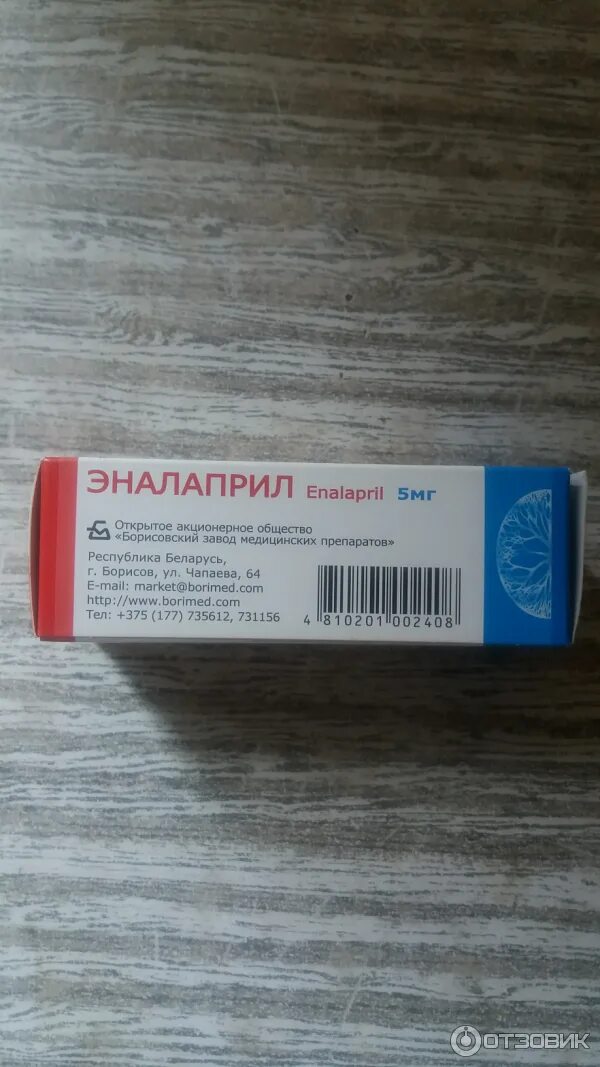 ЭНАЛАПРИЛ Enalapril 5мг
Открытое акционерное общество
«Борисовский завод медицинских препаратов»
Республика Беларусь,
г. Борисов, ул. Чапаева, 64
E-mail: market@borimed.com
http://www.borimed.com
Тел: +375 (177) 735612, 731156
4 810201 002408
ОТЗОВИК